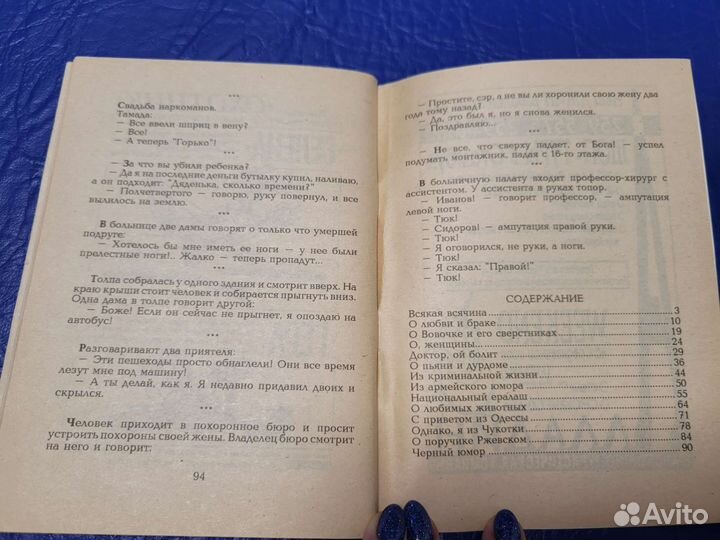 ***
Свадьба наркоманов.
Тамада:
— Все ввели шприц в вену?
— Все!
— А теперь "Горько"!
***
— За что вы убили ребенка?
— Да я на последние деньги бутылку купил, наливаю,
а он подходит: "Дяденька, сколько времени?"
— Полчетвертого — говорю, руку повернул, и все
вылилось на землю.
***
В больнице две дамы говорят о только что умершей
подруге:
— Хотелось бы мне иметь ее ноги — у нее были
прелестные ноги!.. Жалко — теперь пропадут...
***
Толпа собралась у одного здания и смотрит вверх. На
краю крыши стоит человек и собирается прыгнуть вниз.
Одна дама в толпе говорит другой:
— Боже! Если он сейчас не прыгнет, я опоздаю на
автобус!
***
Разговаривают два приятеля:
— Эти пешеходы просто обнаглели! Они все время
лезут мне под машину!
— А ты делай, как я. Я недавно придавил двоих и
скрылся.
***
Человек приходит в похоронное бюро и просит
устроить похороны своей жены. Владелец бюро смотрит
на него и говорит:
94
— Простите, сэр, а не вы ли хоронили свою жену два
года тому назад?
— Да, это был я, но я снова женился.
— Поздравляю...
***
— Не все, что сверху падает, от Бога! — успел
подумать монтажник, падая с 16-го этажа.
***
В больничную палату входит профессор-хирург с
ассистентом. У ассистента в руках топор.
— Иванов! — говорит профессор, — ампутация
левой ноги.
— Тюк!
— Сидоров! — ампутация правой руки.
— Тюк!
— Я оговорился, не руки, а ноги.
— Тюк!
— Я сказал: "Правой!"
— Тюк!
СОДЕРЖАНИЕ
Всякая всячина 3
О любви и браке 10
О Вовочке и его сверстниках 19
О, женщины 24
Доктор, ой болит 29
О пьяни и дурдоме 36
Из криминальной жизни 44
Из армейского юмора 50
Национальный ералаш 55
О любимых животных 64
С приветом из Одессы 71
Однако, я из Чукотки 78
О поручике Ржевском 84
Черный юмор 90
Avito